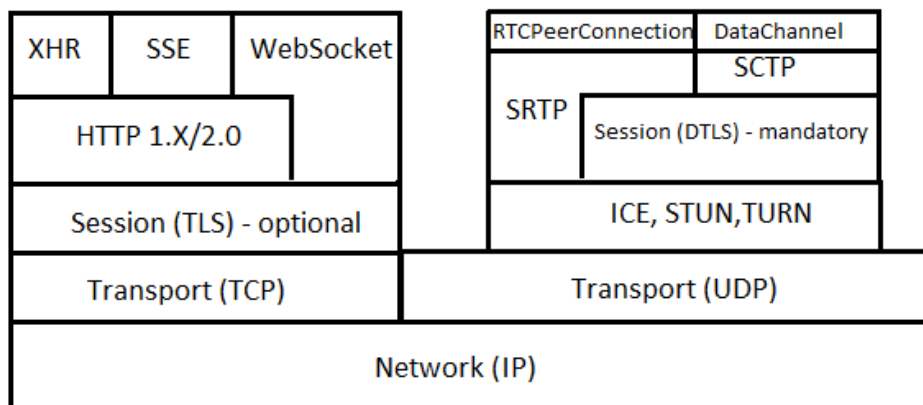 XHR
SSE
WebSocket
HTTP 1.X/2.0
Session (TLS) - optional
Transport (TCP)
RTCPeerConnection
DataChannel
SCTP
SRTP
Session (DTLS) - mandatory
ICE, STUN,TURN
Transport (UDP)
Network (IP)